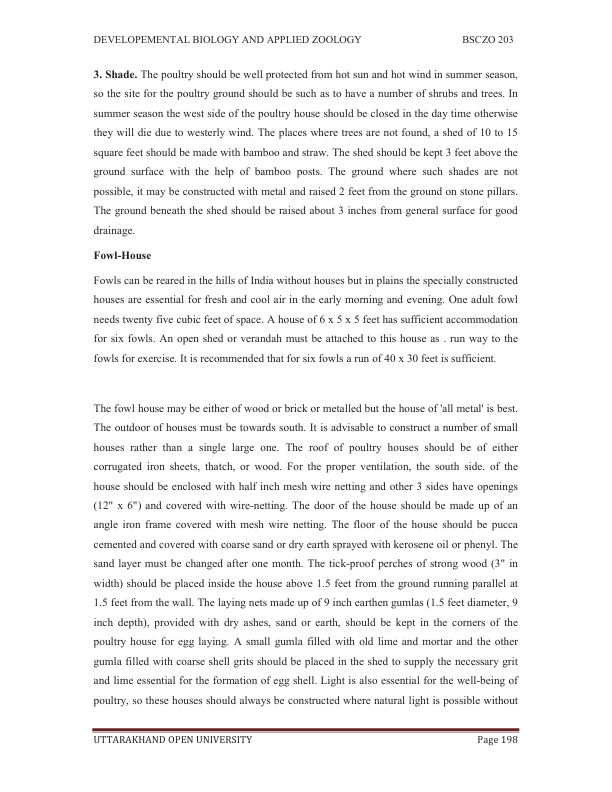 DEVELOPEMENTAL BIOLOGY AND APPLIED ZOOLOGY BSCZO 203
3. Shade. The poultry should be well protected from hot sun and hot wind in summer season,
so the site for the poultry ground should be such as to have a number of shrubs and trees. In
summer season the west side of the poultry house should be closed in the day time otherwise
they will die due to westerly wind. The places where trees are not found, a shed of 10 to 15
square feet should be made with bamboo and straw. The shed should be kept 3 feet above the
ground surface with the help of bamboo posts. The ground where such shades are not
possible, it may be constructed with metal and raised 2 feet from the ground on stone pillars.
The ground beneath the shed should be raised about 3 inches from general surface for good
drainage.
Fowl-House
Fowls can be reared in the hills of India without houses but in plains the specially constructed
houses are essential for fresh and cool air in the early morning and evening. One adult fowl
needs twenty five cubic feet of space. A house of 6 x 5 x 5 feet has sufficient accommodation
for six fowls. An open shed or verandah must be attached to this house as . run way to the
fowls for exercise. It is recommended that for six fowls a run of 40 x 30 feet is sufficient.
The fowl house may be either of wood or brick or metalled but the house of 'all metal' is best.
The outdoor of houses must be towards south. It is advisable to construct a number of small
houses rather than a single large one. The roof of poultry houses should be of either
corrugated iron sheets, thatch, or wood. For the proper ventilation, the south side. of the
house should be enclosed with half inch mesh wire netting and other 3 sides have openings
(12" x 6") and covered with wire-netting. The door of the house should be made up of an
angle iron frame covered with mesh wire netting. The floor of the house should be pucca
cemented and covered with coarse sand or dry earth sprayed with kerosene oil or phenyl. The
sand layer must be changed after one month. The tick-proof perches of strong wood (3" in
width) should be placed inside the house above 1.5 feet from the ground running parallel at
1.5 feet from the wall. The laying nets made up of 9 inch earthen gumlas (1.5 feet diameter, 9
inch depth), provided with dry ashes, sand or earth, should be kept in the corners of the
poultry house for egg laying. A small gumla filled with old lime and mortar and the other
gumla filled with coarse shell grits should be placed in the shed to supply the necessary grit
and lime essential for the formation of egg shell. Light is also essential for the well-being of
poultry, so these houses should always be constructed where natural light is possible without
UTTARAKHAND OPEN UNIVERSITY Page 198